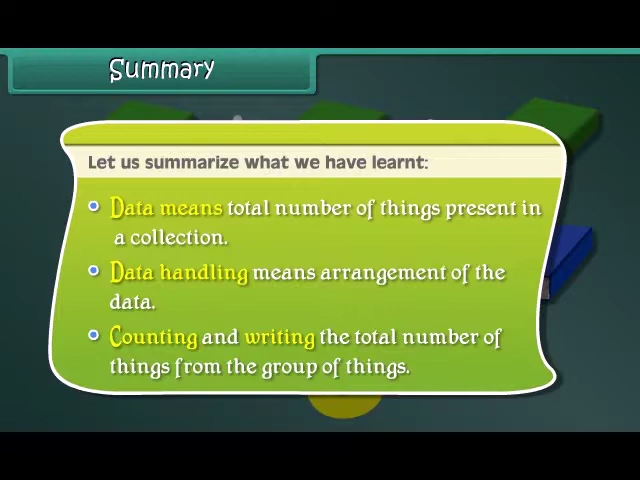 Summary
Let us summarize what we have learnt:
Data means total number of things present in
a collection.
Data handling means arrangement of the
data.
Counting and writing the total number of
things from the group of things.